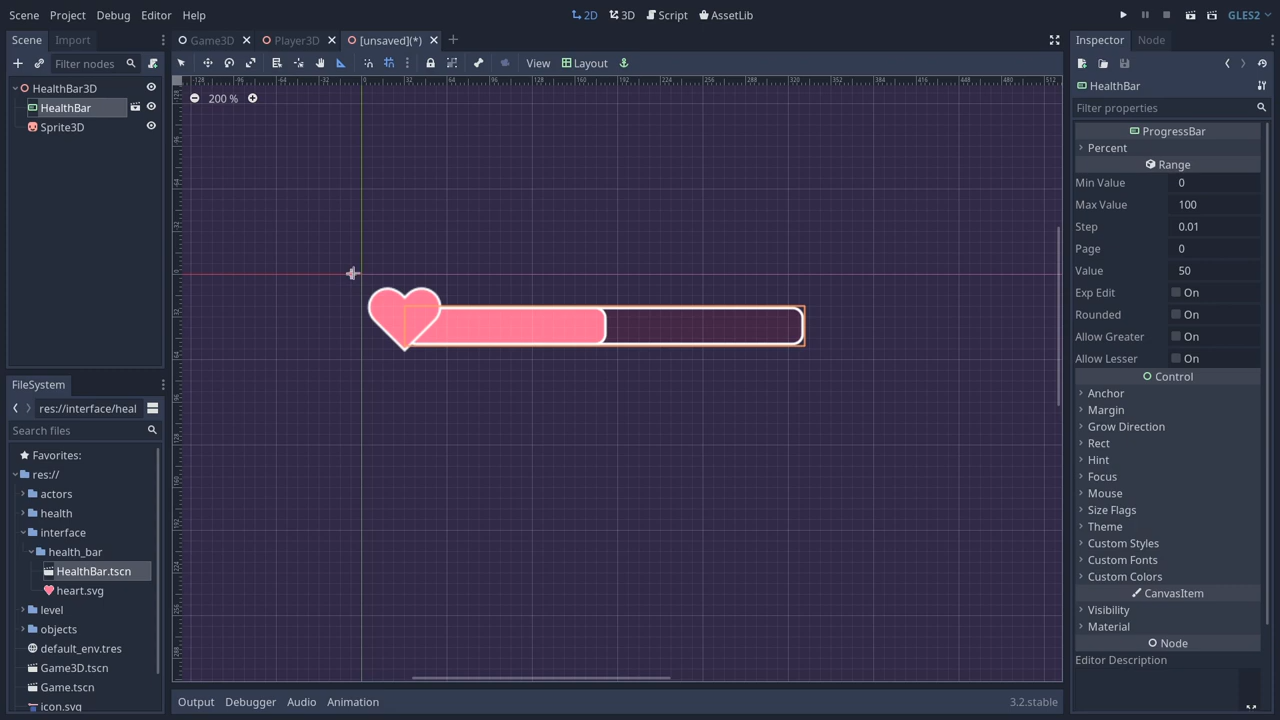 Scene Project Debug Editor Help
2D 3D Script AssetLib
GLES2
Scene Import
Game3D Player3D [unsaved](*)
Inspector Node
Filter nodes
View Layout
HealthBar3D
HealthBar
Sprite3D
200 %
HealthBar
Filter properties
ProgressBar
Percent
Range
Min Value 0
Max Value 100
Step 0.01
Page 0
Value 50
Exp Edit On
Rounded On
Allow Greater On
Allow Lesser On
Control
Anchor
Margin
Grow Direction
Rect
Hint
Focus
Mouse
Size Flags
Theme
Custom Styles
Custom Fonts
Custom Colors
CanvasItem
Visibility
Material
Node
Editor Description
FileSystem
res://interface/heal
Search files
Favorites:
res://
actors
health
interface
health_bar
HealthBar.tscn
heart.svg
level
objects
default_env.tres
Game3D.tscn
Game.tscn
icon.svg
Output Debugger Audio Animation
3.2.stable